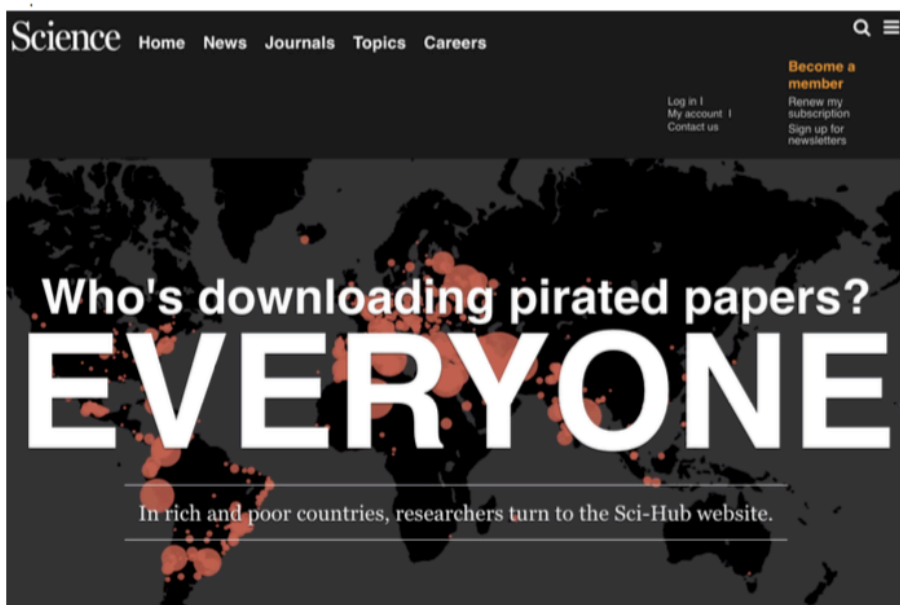 Science Home News Journals Topics Careers
Become a
member
Log in I
My account I
Contact us
Renew my
subscription
Sign up for
newsletters
Who's downloading pirated papers?
EVERYONE
In rich and poor countries, researchers turn to the Sci-Hub website.